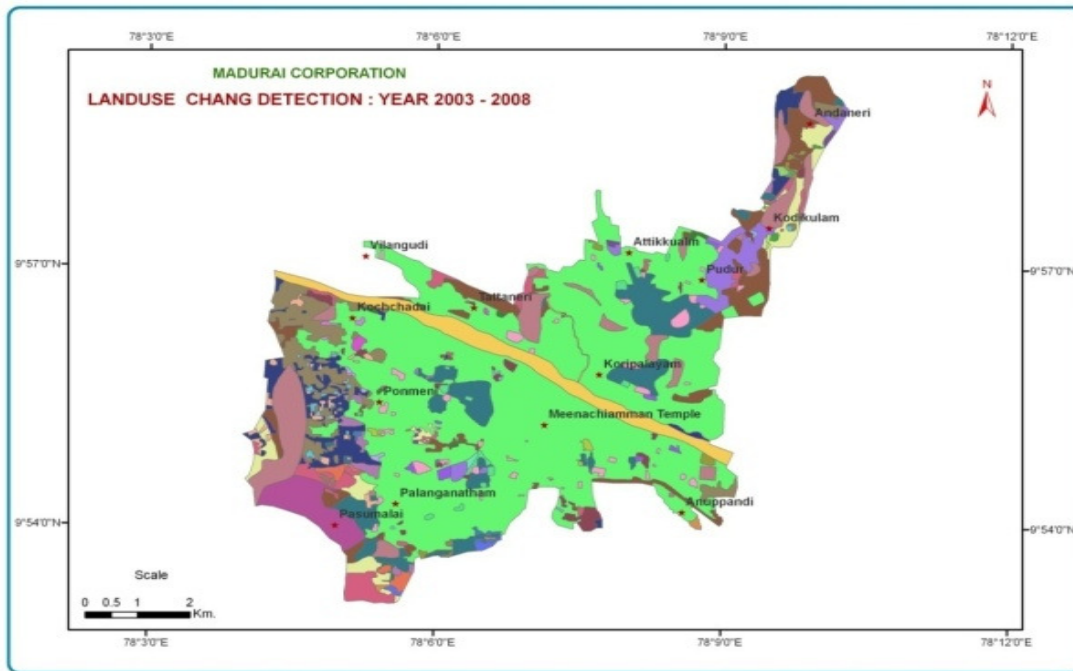 78°3'0"E 78°6'0"E 78°9'0"E 78°12'0"E
MADURAI CORPORATION
LANDUSE CHANG DETECTION : YEAR 2003 - 2008
N
Andaneri
Kodikulam
Vilangudi
Attikkualm
9°57'0"N
9°57'0"N
Pudur
Tattaneri
Kochchadai
Koripalayam
Ponmeni
Meenachiamman Temple
Palanganatham
Anuppandi
Pasumalai
9°54'0"N
9°54'0"N
Scale
0 0.5 1 2
Km.
78°3'0"E 78°6'0"E 78°9'0"E 78°12'0"E